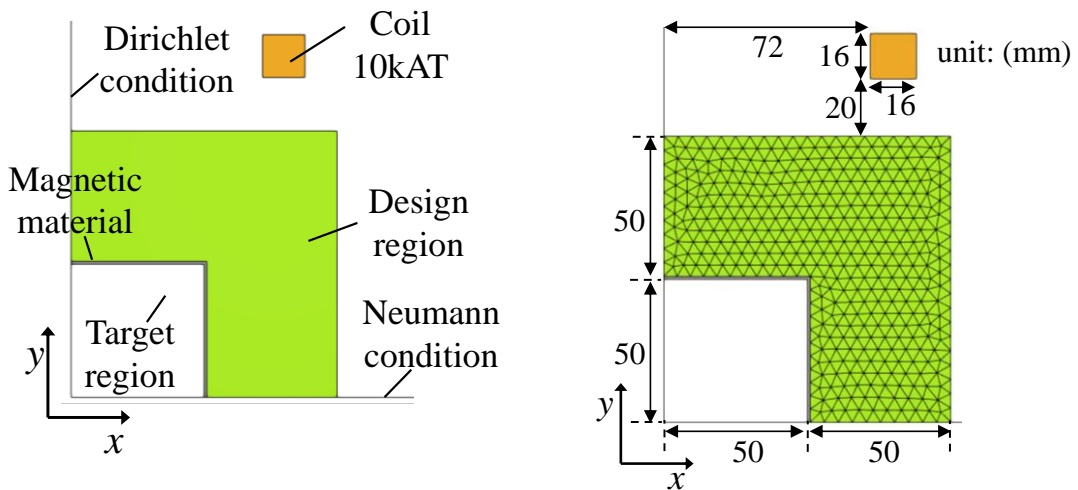 Dirichlet
condition
Coil
10kAT
Magnetic
material
Design
region
Target
region
Neumann
condition
y
x
72
16
unit: (mm)
20
16
50
50
y
50
50
x